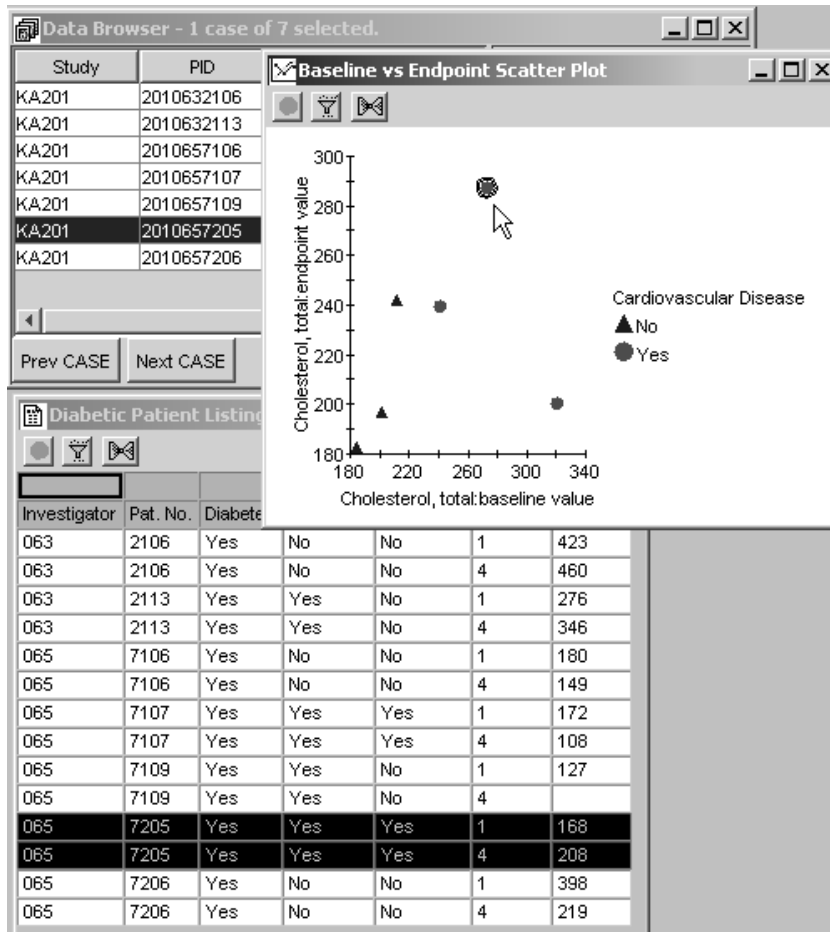 Data Browser - 1 case of 7 selected.
Study PID
KA201 2010632106
KA201 2010632113
KA201 2010657106
KA201 2010657107
KA201 2010657109
KA201 2010657205
KA201 2010657206
Prev CASE Next CASE
Baseline vs Endpoint Scatter Plot
Cholesterol, total:endpoint value
300
280
260
240
220
200
180
180 220 260 300 340
Cholesterol, total:baseline value
Cardiovascular Disease
No
Yes
Diabetic Patient Listing
Investigator Pat. No. Diabete
063 2106 Yes No No 1 423
063 2106 Yes No No 4 460
063 2113 Yes Yes No 1 276
063 2113 Yes Yes No 4 346
065 7106 Yes No No 1 180
065 7106 Yes No No 4 149
065 7107 Yes Yes Yes 1 172
065 7107 Yes Yes Yes 4 108
065 7109 Yes Yes No 1 127
065 7109 Yes Yes No 4
065 7205 Yes Yes Yes 1 168
065 7205 Yes Yes Yes 4 208
065 7206 Yes No No 1 398
065 7206 Yes No No 4 219